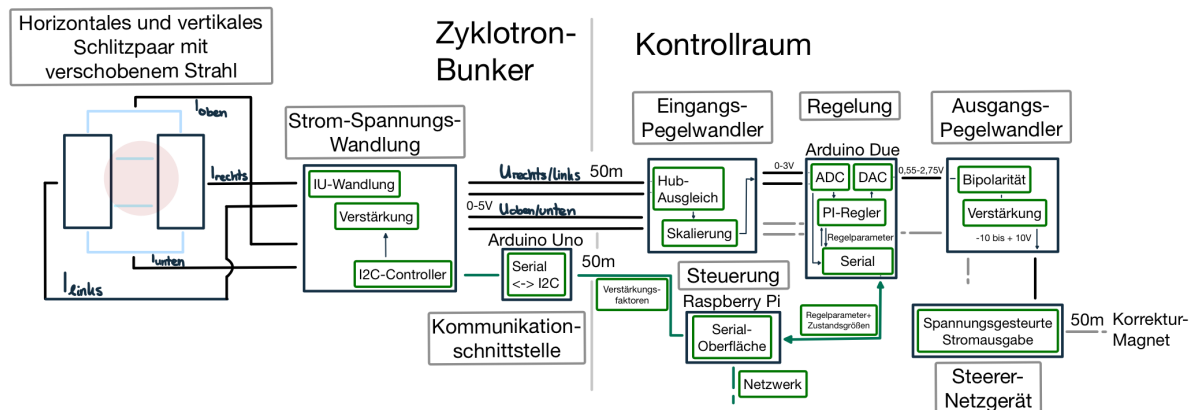 Horizontales und vertikales
Schlitzpaar mit
verschobenem Strahl
Zyklotron-
Bunker
Kontrollraum
Ioben
Irechts
Iunten
Ilinks
Strom-Spannungs-
Wandlung
IU-Wandlung
Verstärkung
I2C-Controller
Urechts/links
50m
0-5V
Uoben/unten
Arduino Uno
Serial
<-> I2C
50m
Kommunikation-
schnittstelle
Verstärkungs-
faktoren
Eingangs-
Pegelwandler
Hub-
Ausgleich
Skalierung
0-3V
Regelung
Arduino Due
ADC
DAC
PI-Regler
Regelparameter
Serial
0,55-2,75V
Ausgangs-
Pegelwandler
Bipolarität
Verstärkung
-10 bis + 10V
Steuerung
Raspberry Pi
Serial-
Oberfläche
Regelparameter+
Zustandsgrößen
Netzwerk
Spannungsgesteuerte
Stromausgabe
50m
Korrektur-
Magnet
Steerer-
Netzgerät